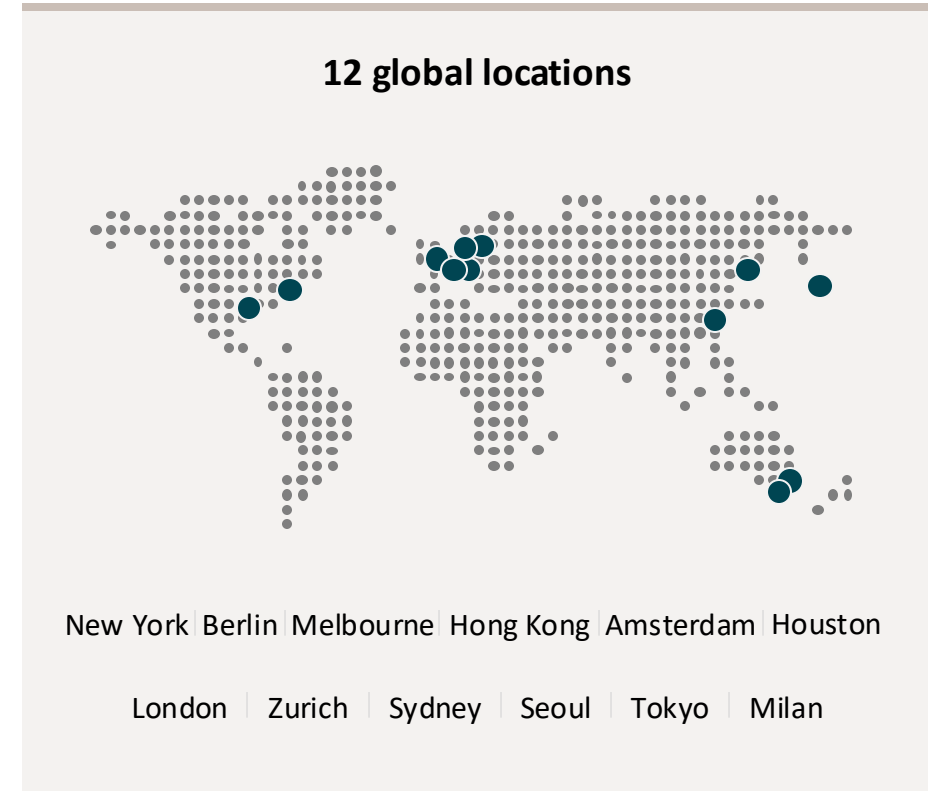 12 global locations
New York Berlin Melbourne Hong Kong Amsterdam Houston
London Zurich Sydney Seoul Tokyo Milan